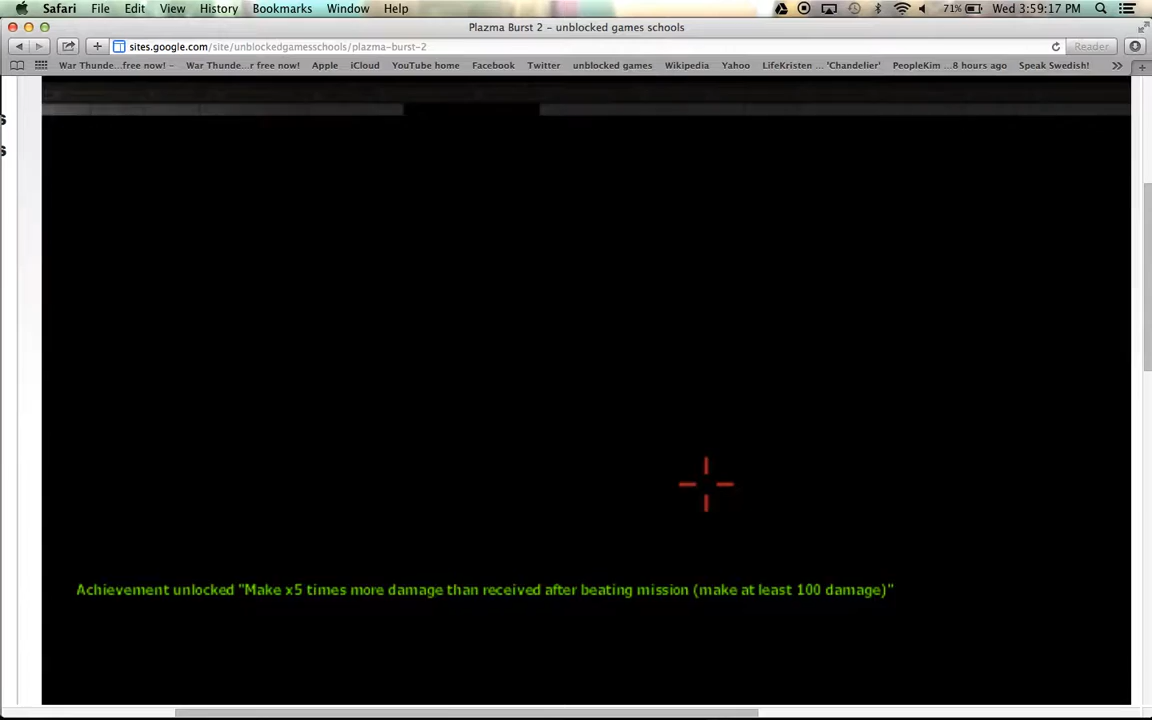 Safari File Edit View History Bookmarks Window Help 71% Wed 3:59:17 PM
Plazma Burst 2 – unblocked games schools
sites.google.com/site/unblockedgamesschools/plazma-burst-2 Reader
War Thunde...free now! – War Thunde...r free now! Apple iCloud YouTube home Facebook Twitter unblocked games Wikipedia Yahoo LifeKristen ... 'Chandelier' PeopleKim ...8 hours ago Speak Swedish!
s
s
Achievement unlocked "Make x5 times more damage than received after beating mission (make at least 100 damage)"